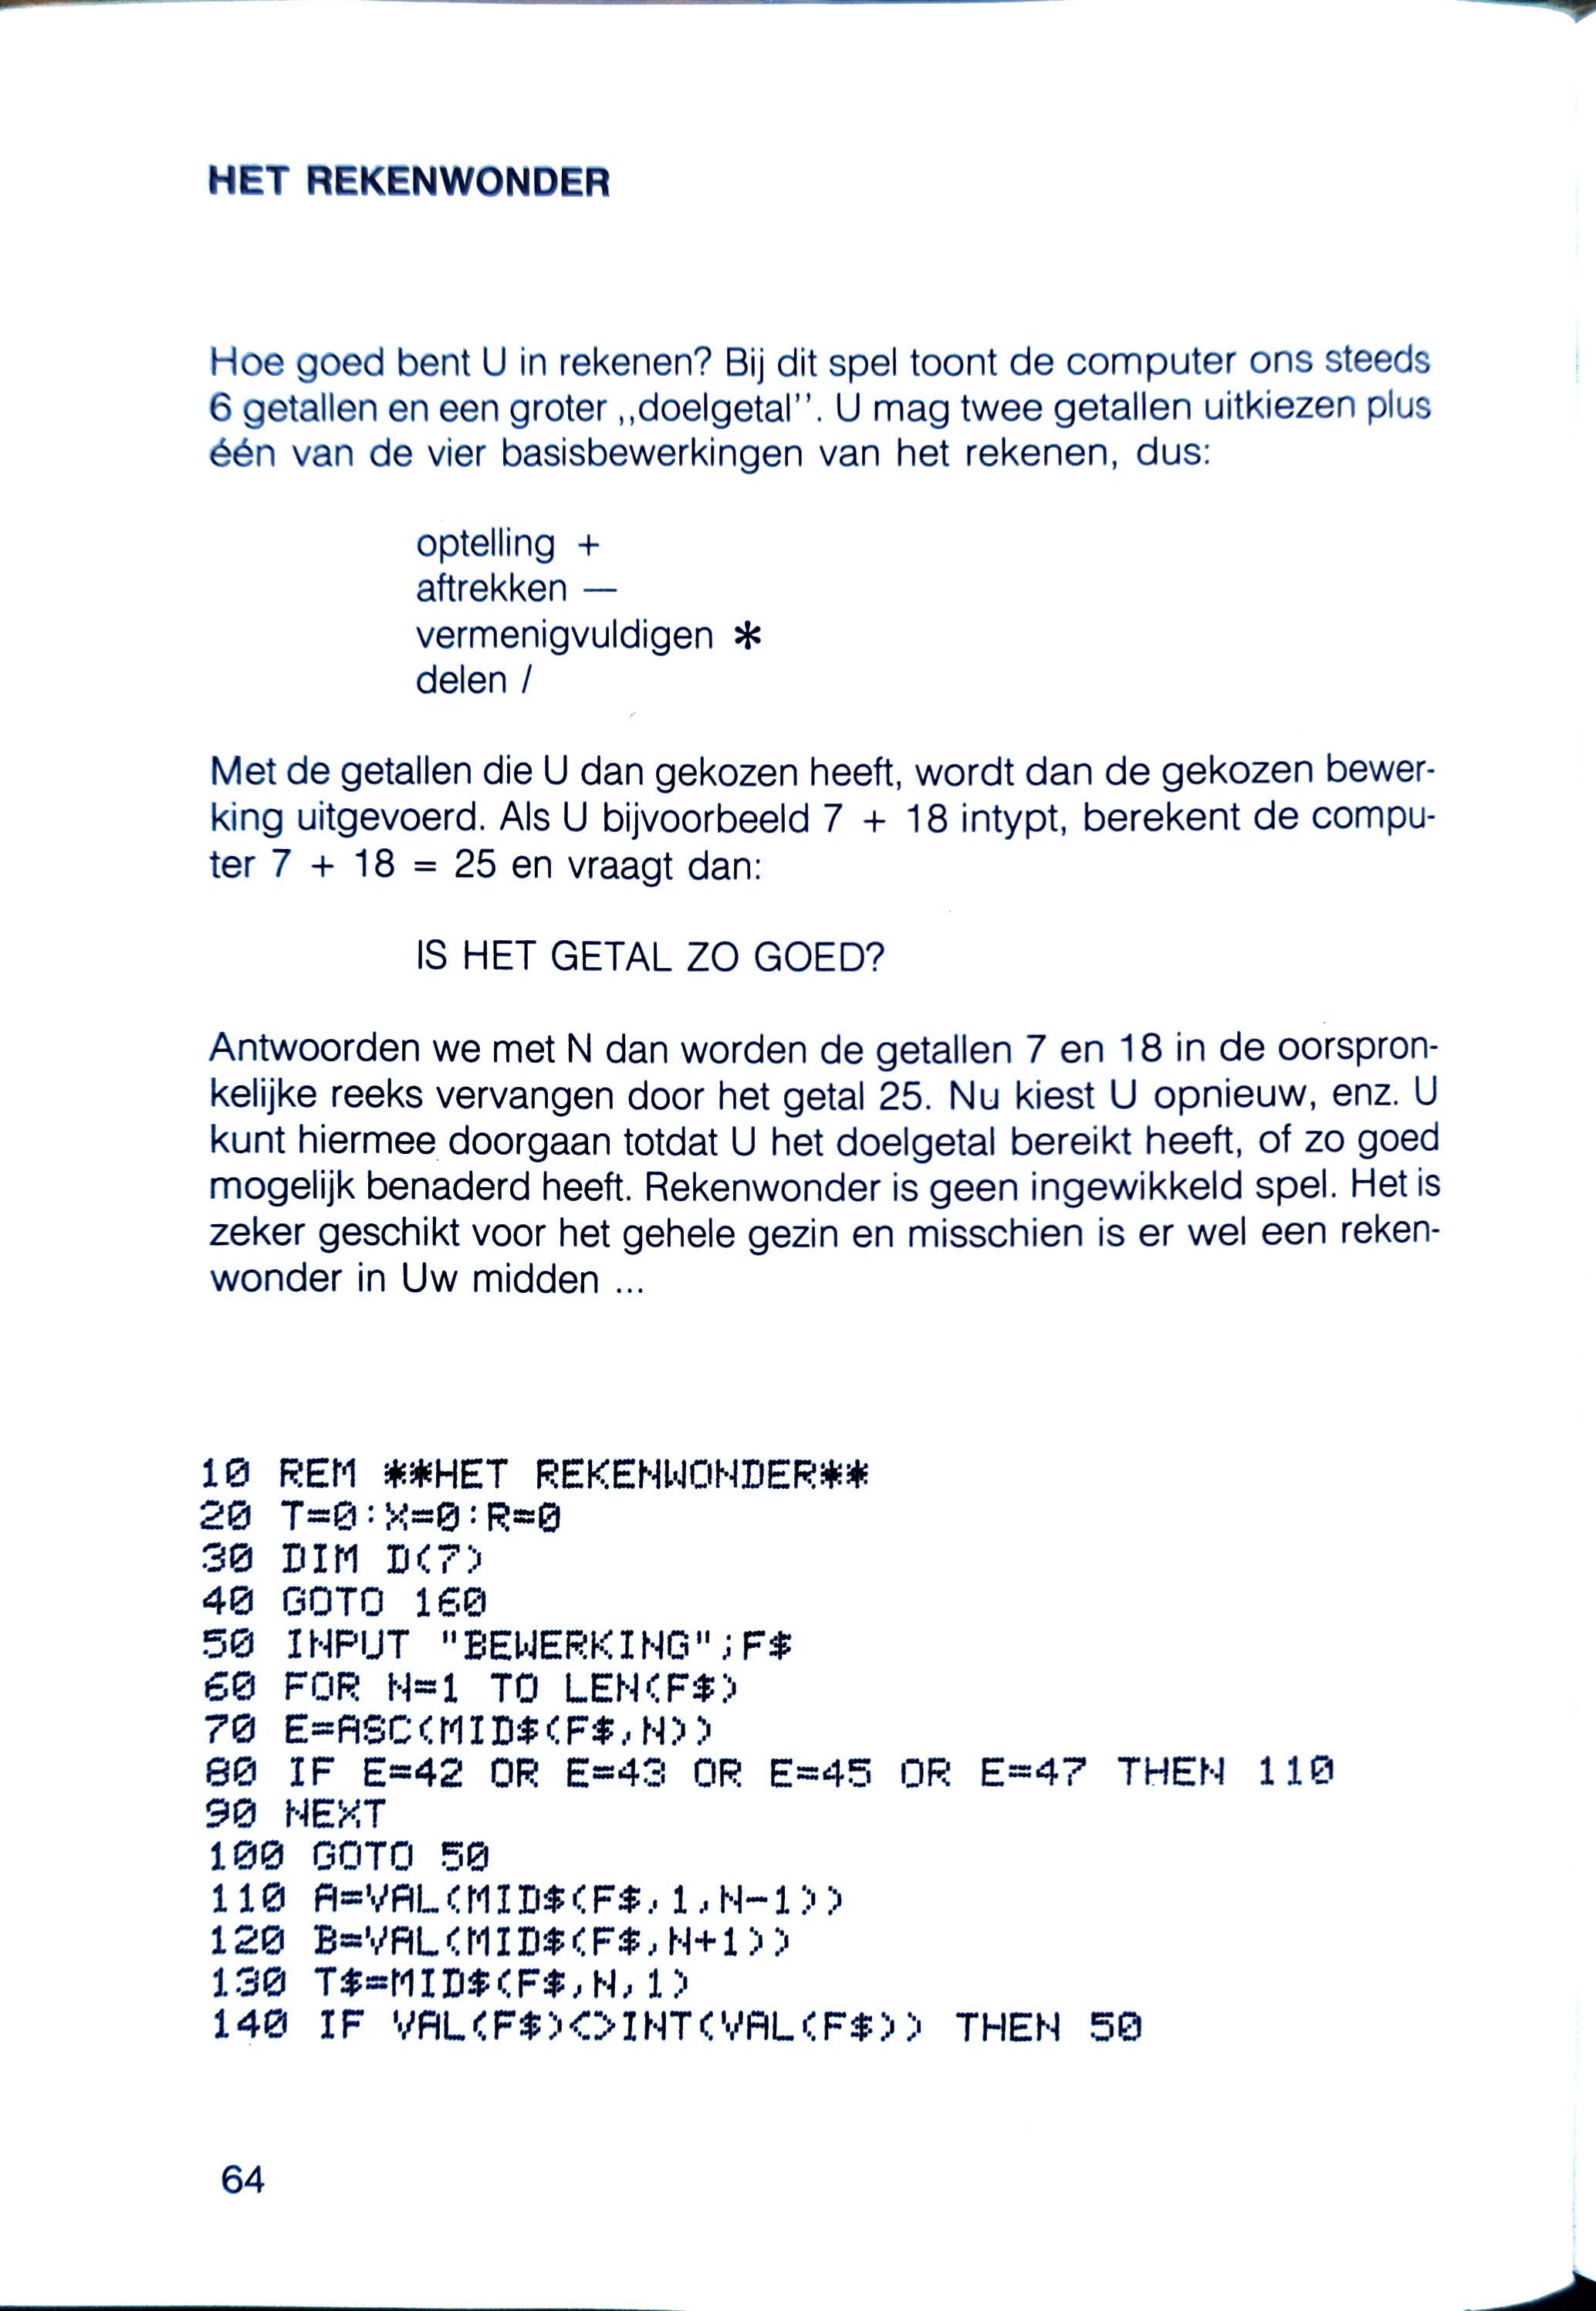 HET REKENWONDER
Hoe goed bent U in rekenen? Bij dit spel toont de computer ons steeds
6 getallen en een groter ,,doelgetal''. U mag twee getallen uitkiezen plus
één van de vier basisbewerkingen van het rekenen, dus:
optelling +
aftrekken —
vermenigvuldigen *
delen /
Met de getallen die U dan gekozen heeft, wordt dan de gekozen bewer-
king uitgevoerd. Als U bijvoorbeeld 7 + 18 intypt, berekent de compu-
ter 7 + 18 = 25 en vraagt dan:
IS HET GETAL ZO GOED?
Antwoorden we met N dan worden de getallen 7 en 18 in de oorspron-
kelijke reeks vervangen door het getal 25. Nu kiest U opnieuw, enz. U
kunt hiermee doorgaan totdat U het doelgetal bereikt heeft, of zo goed
mogelijk benaderd heeft. Rekenwonder is geen ingewikkeld spel. Het is
zeker geschikt voor het gehele gezin en misschien is er wel een reken-
wonder in Uw midden ...
10 REM **HET REKENWONDER**
20 T=0:X=0:R=0
30 DIM D(7)
40 GOTO 160
50 INPUT "BEWERKING";F$
60 FOR N=1 TO LEN(F$)
70 E=ASC(MID$(F$,N))
80 IF E=42 OR E=43 OR E=45 OR E=47 THEN 110
90 NEXT
100 GOTO 50
110 A=VAL(MID$(F$,1,N-1))
120 B=VAL(MID$(F$,N+1))
130 T$=MID$(F$,N,1)
140 IF VAL(F$)<>INT(VAL(F$)) THEN 50
64